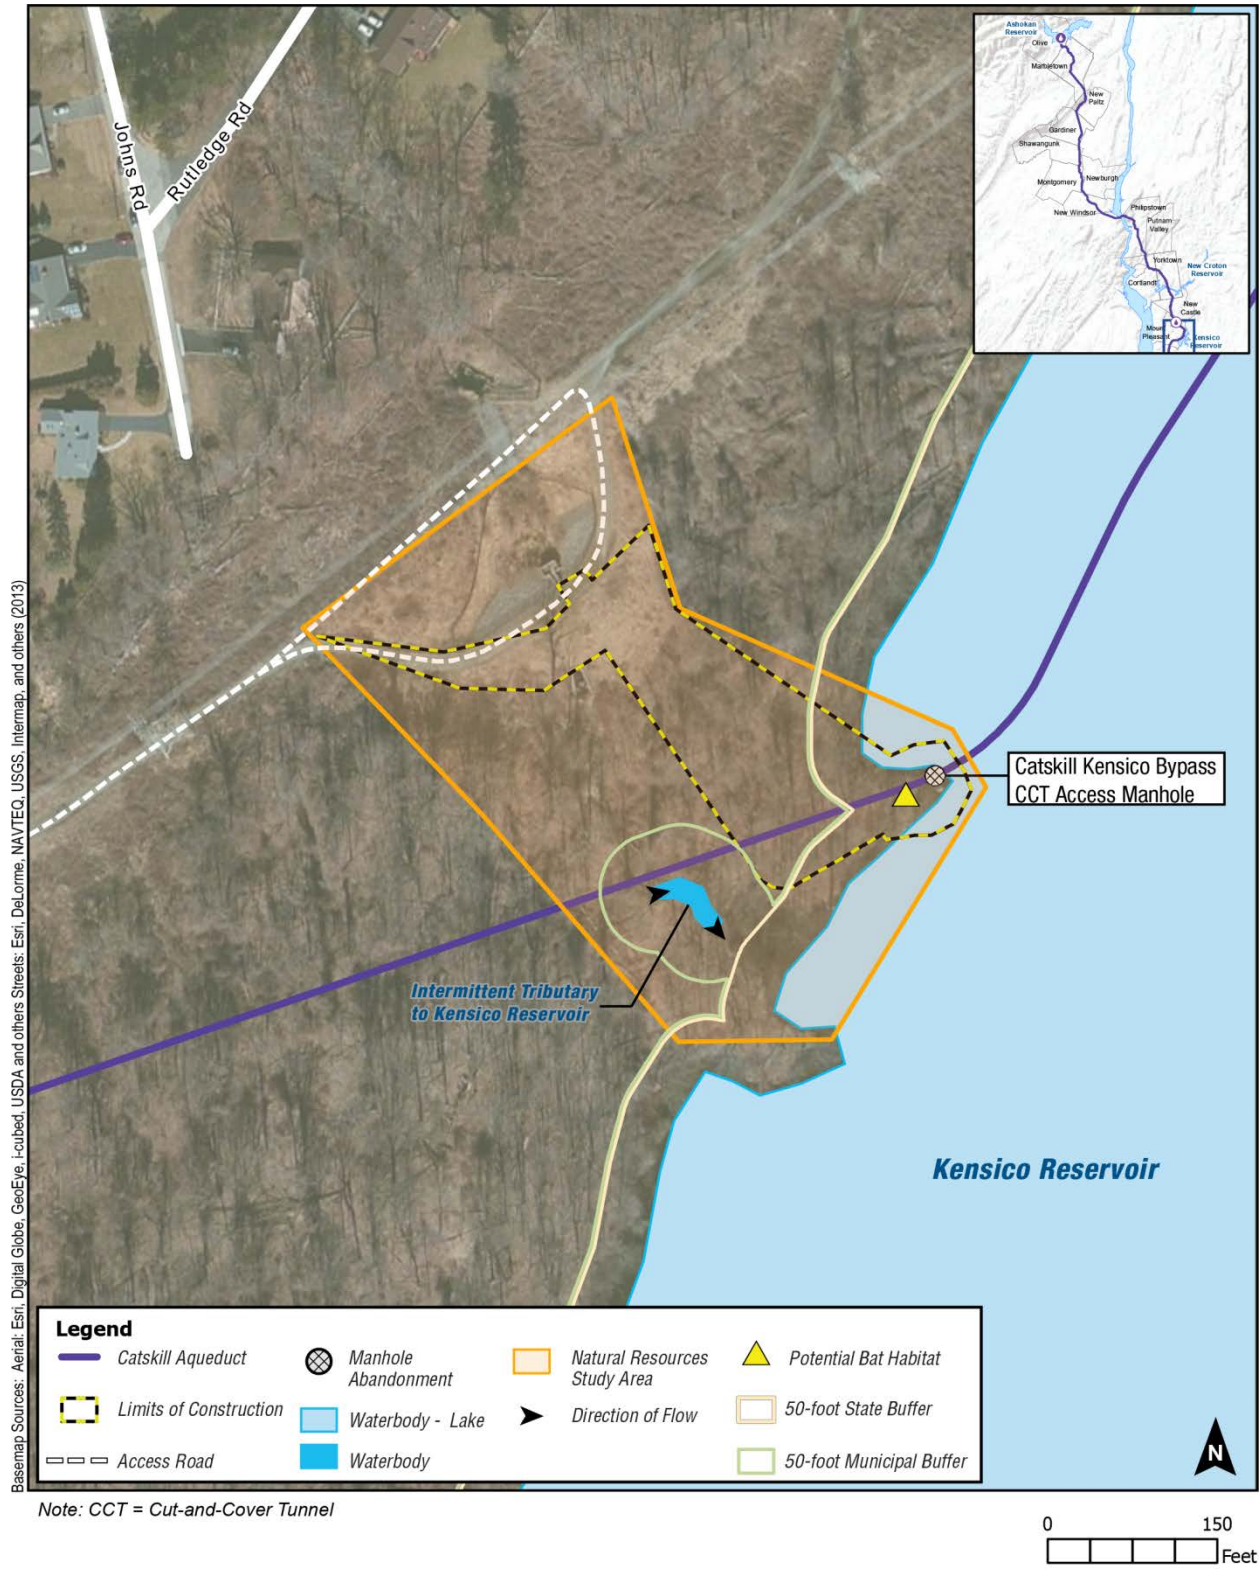 Johns Rd
Rutledge Rd
Ashokan
Reservoir
Olive
Marbletown
New
Paltz
Gardiner
Shawangunk
Montgomery
Newburgh
New Windsor
Philipstown
Putnam
Valley
Yorktown
New Croton
Reservoir
Cortlandt
New
Castle
Mount
Pleasant
Kensico
Reservoir
Catskill Kensico Bypass
CCT Access Manhole
Intermittent Tributary
to Kensico Reservoir
Kensico Reservoir
Basemap Sources: Aerial: Esri, Digital Globe, GeoEye, i-cubed, USDA and others Streets: Esri, DeLorme, NAVTEQ, USGS, Intermap, and others (2013)
Legend
Catskill Aqueduct
Limits of Construction
Access Road
Manhole
Abandonment
Waterbody - Lake
Waterbody
Natural Resources
Study Area
Direction of Flow
Potential Bat Habitat
50-foot State Buffer
50-foot Municipal Buffer
N
Note: CCT = Cut-and-Cover Tunnel
0 150
Feet